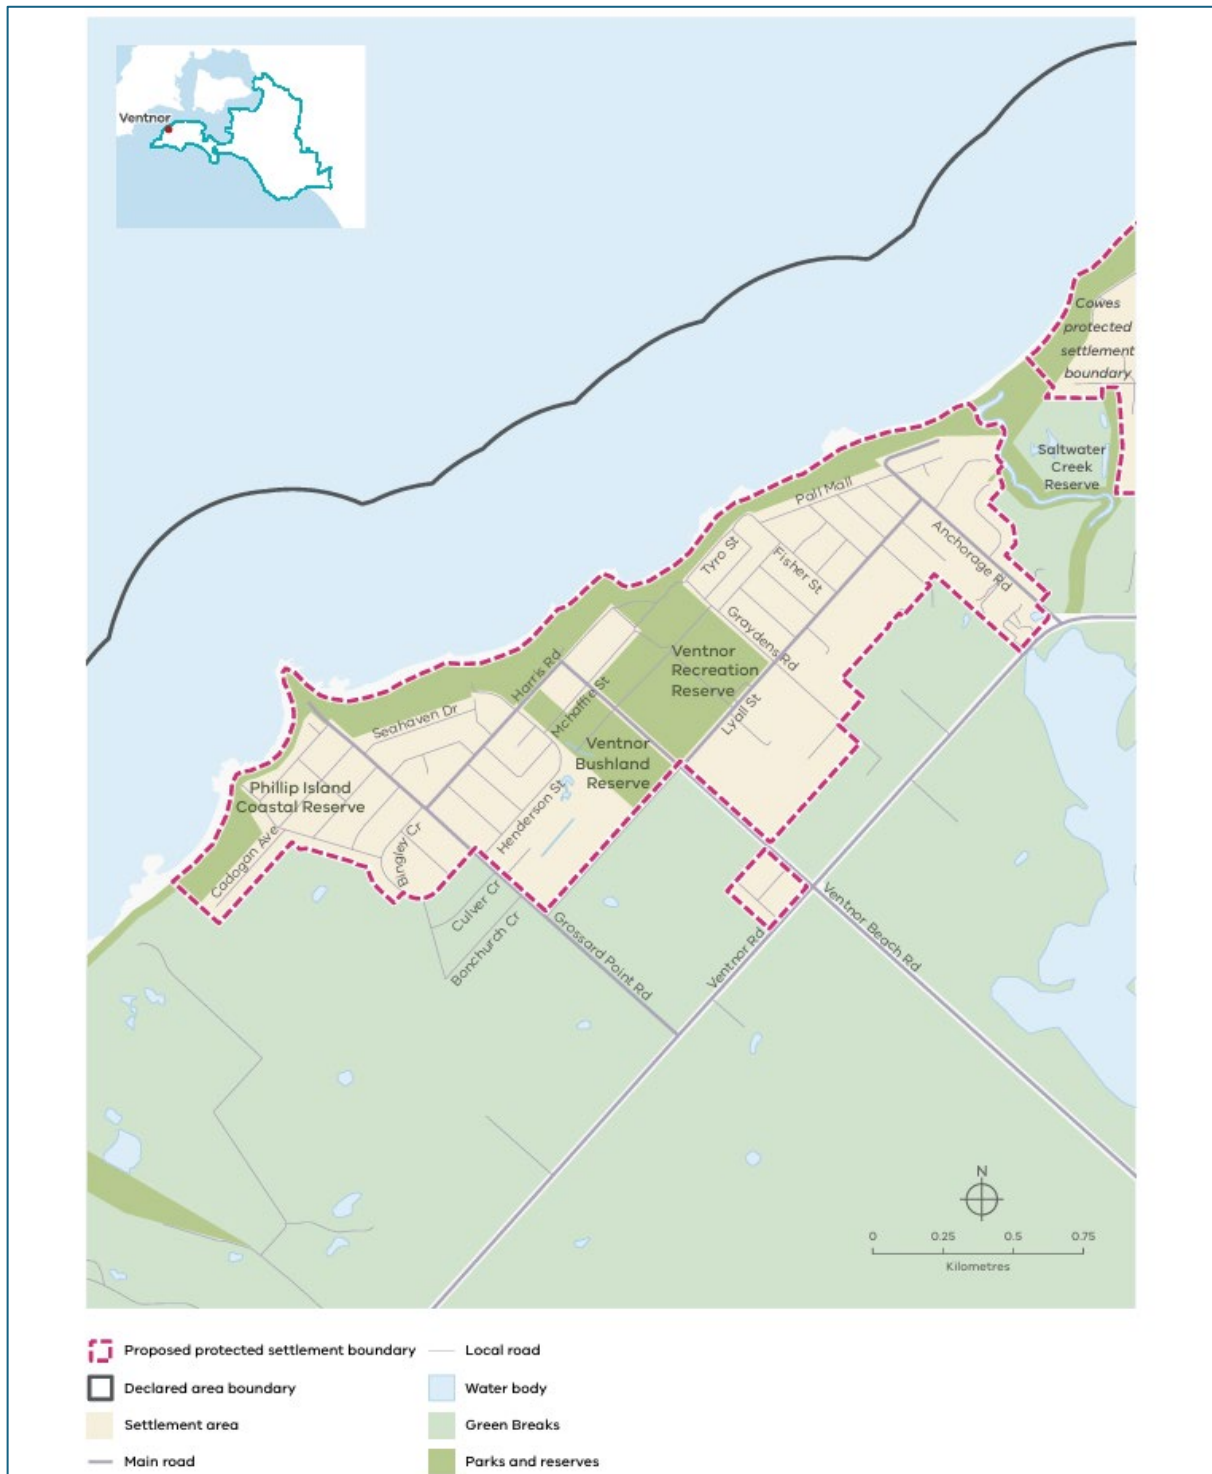 Ventnor
Cowes
protected
settlement
boundary
Saltwater
Creek
Reserve
Pall Mall
Anchorage Rd
Tyro St
Fisher St
Graydens Rd
Ventnor
Recreation
Reserve
Harris Rd
Mchaffie St
Lyall St
Seahaven Dr
Ventnor
Bushland
Reserve
Phillip Island
Coastal Reserve
Henderson St
Bingley Cr
Cadogan Ave
Culver Cr
Bonchurch Cr
Grossard Point Rd
Ventnor Rd
Ventnor Beach Rd
N
0 0.25 0.5 0.75
Kilometres
Proposed protected settlement boundary
Local road
Declared area boundary
Water body
Settlement area
Green Breaks
Main road
Parks and reserves